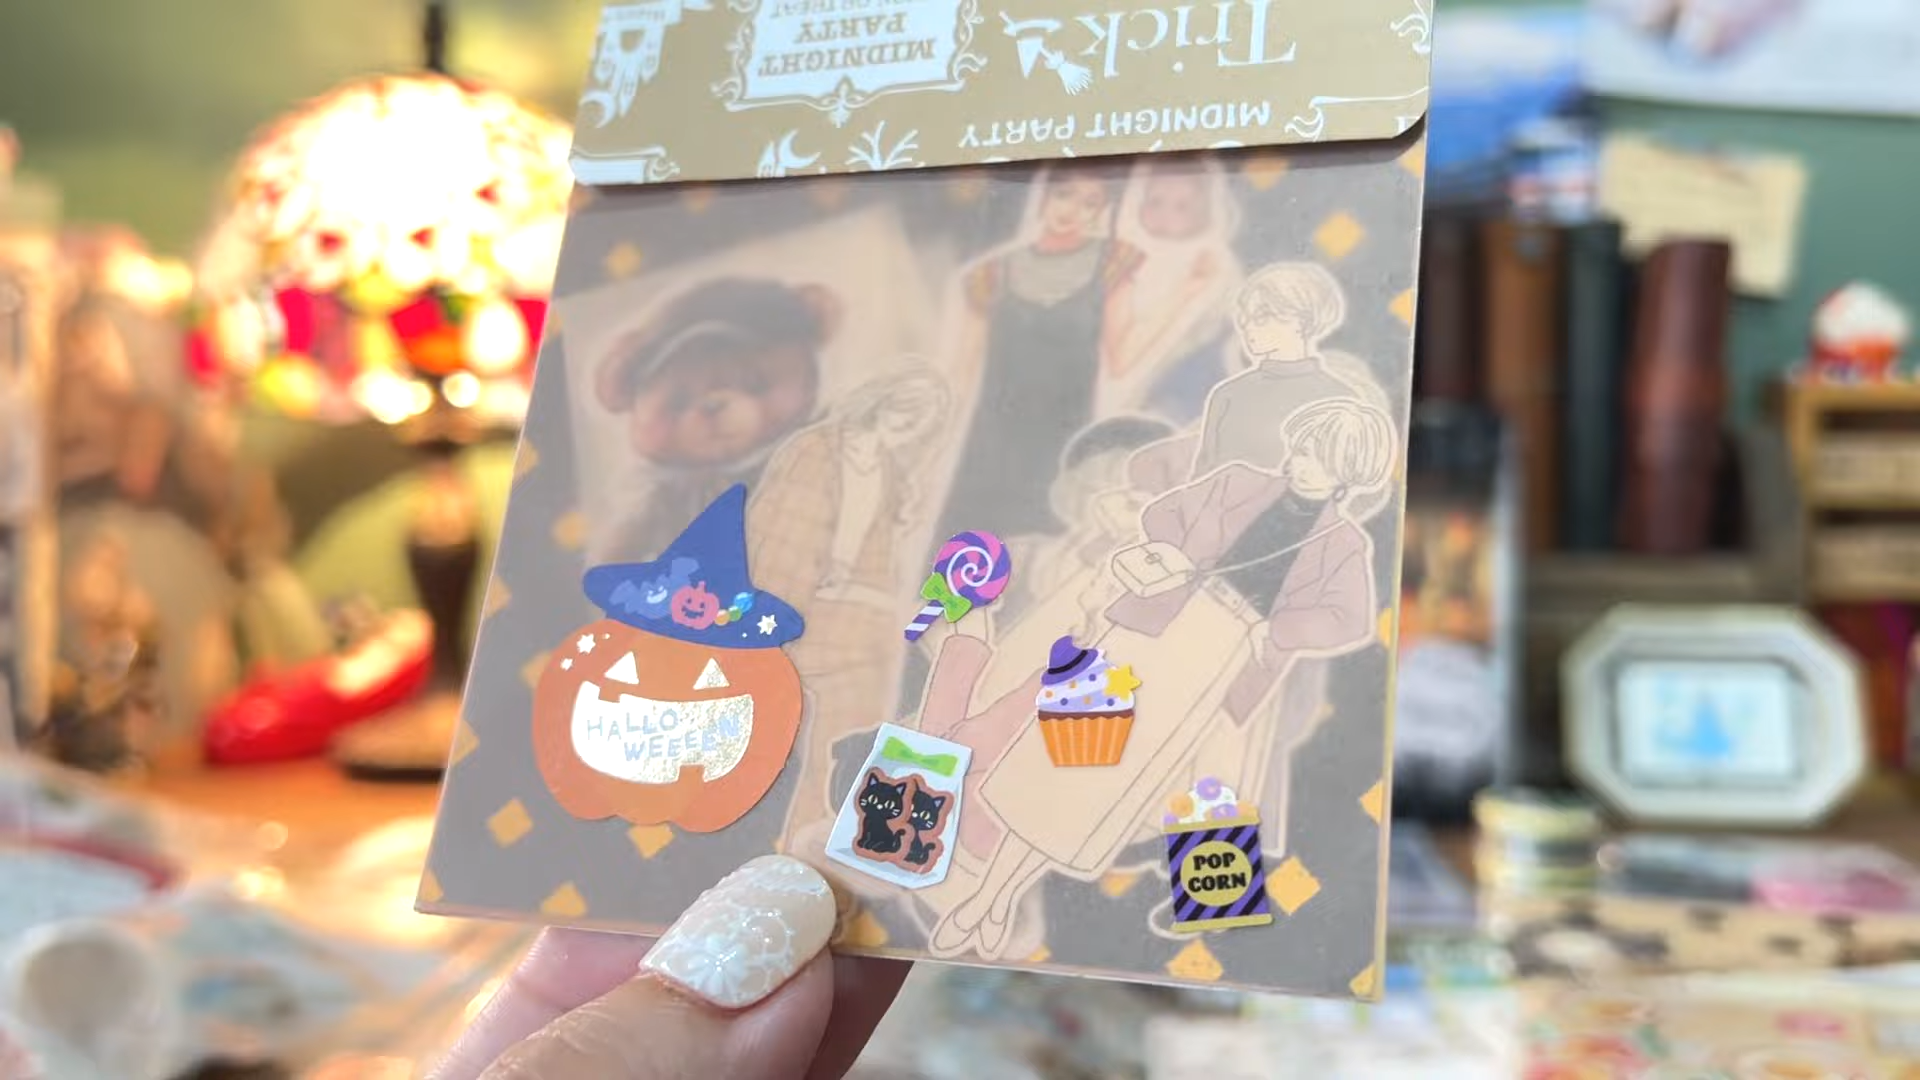 Trick
MIDNIGHT
PARTY
MIDNIGHT PARTY
HALLO
WEEEEN
POP
CORN